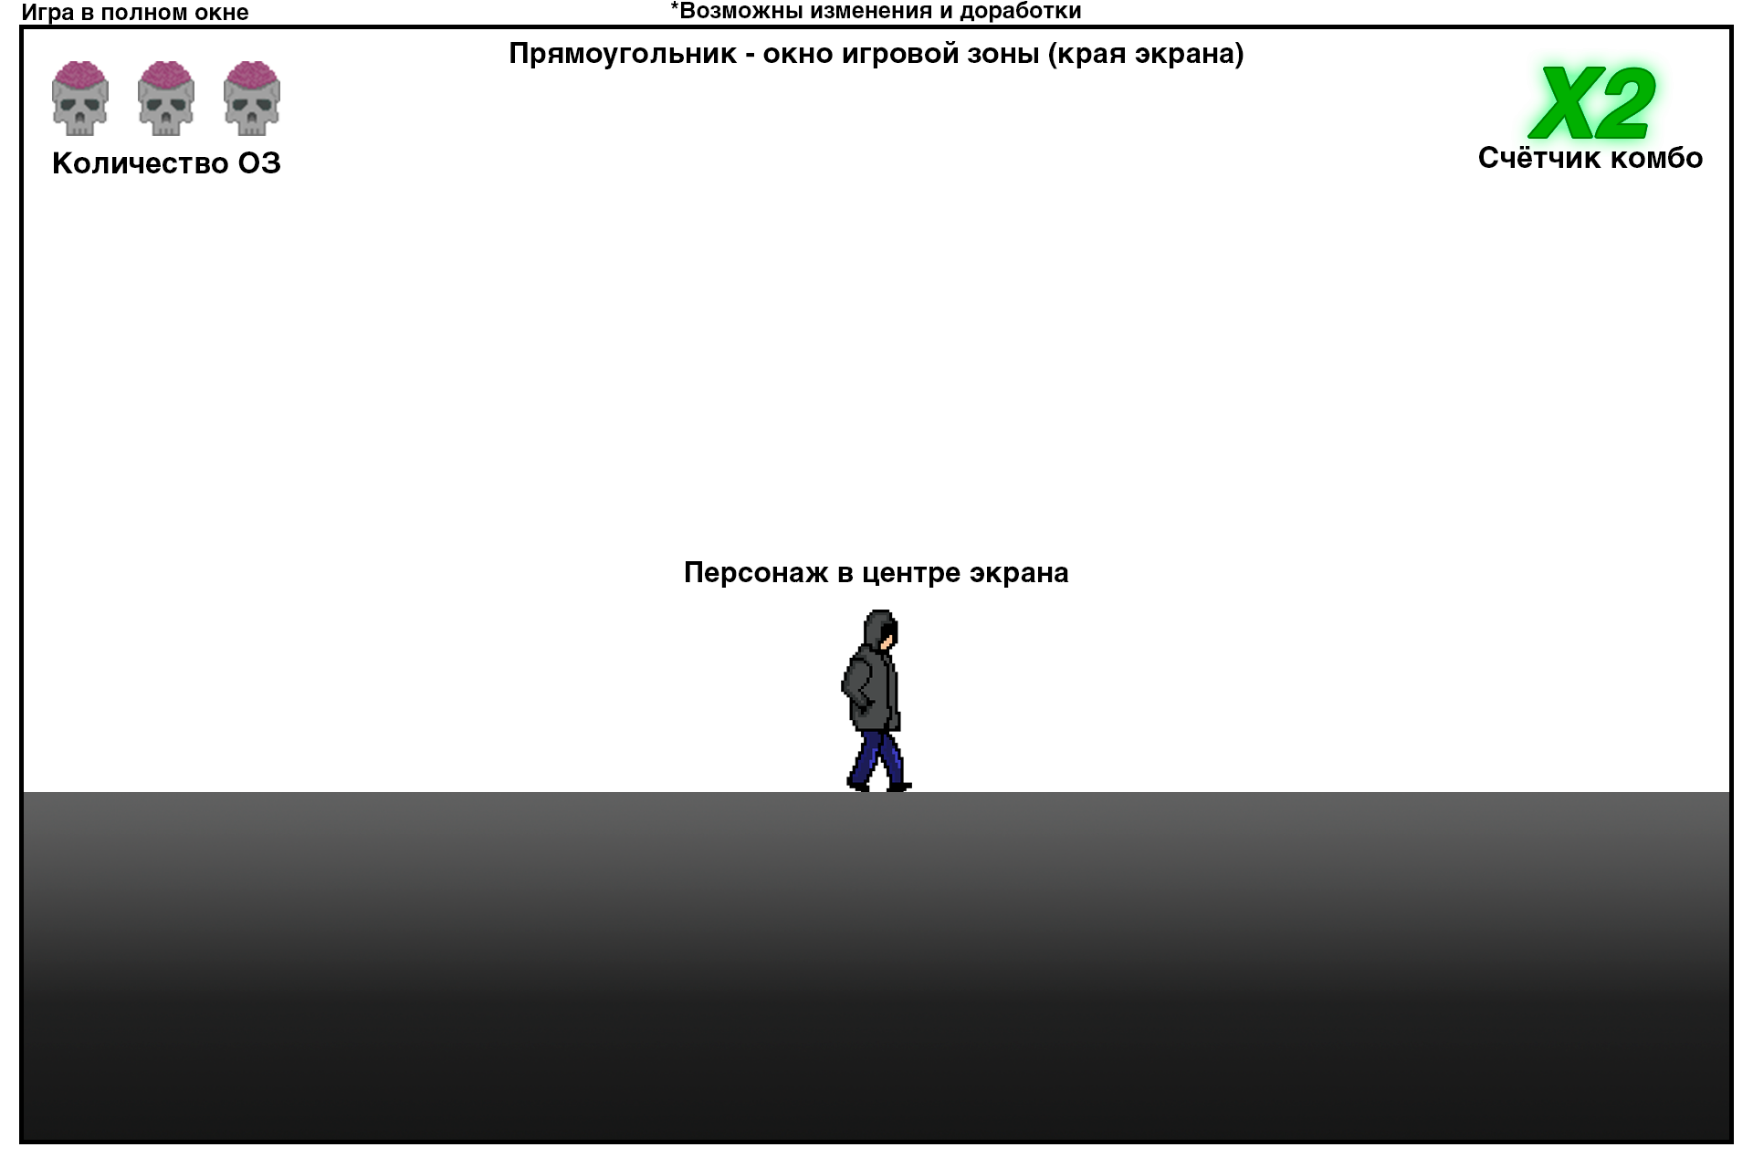 Игра в полном окне
*Возможны изменения и доработки
Прямоугольник - окно игровой зоны (края экрана)
X2
Количество ОЗ
Счётчик комбо
Персонаж в центре экрана